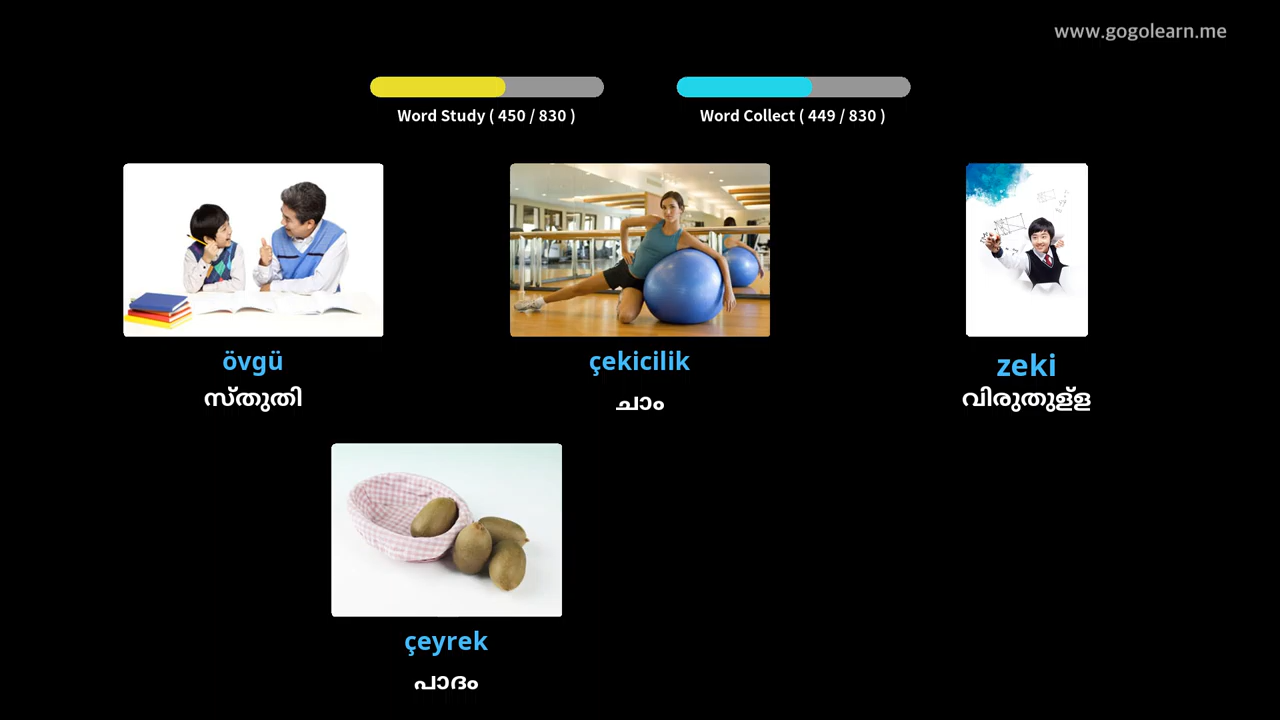 www.gogolearn.me
Word Study ( 450 / 830 )
Word Collect ( 449 / 830 )
övgü
സ്തുതി
çekicilik
ചാം
zeki
വിരുതുള്ള
çeyrek
പാദം